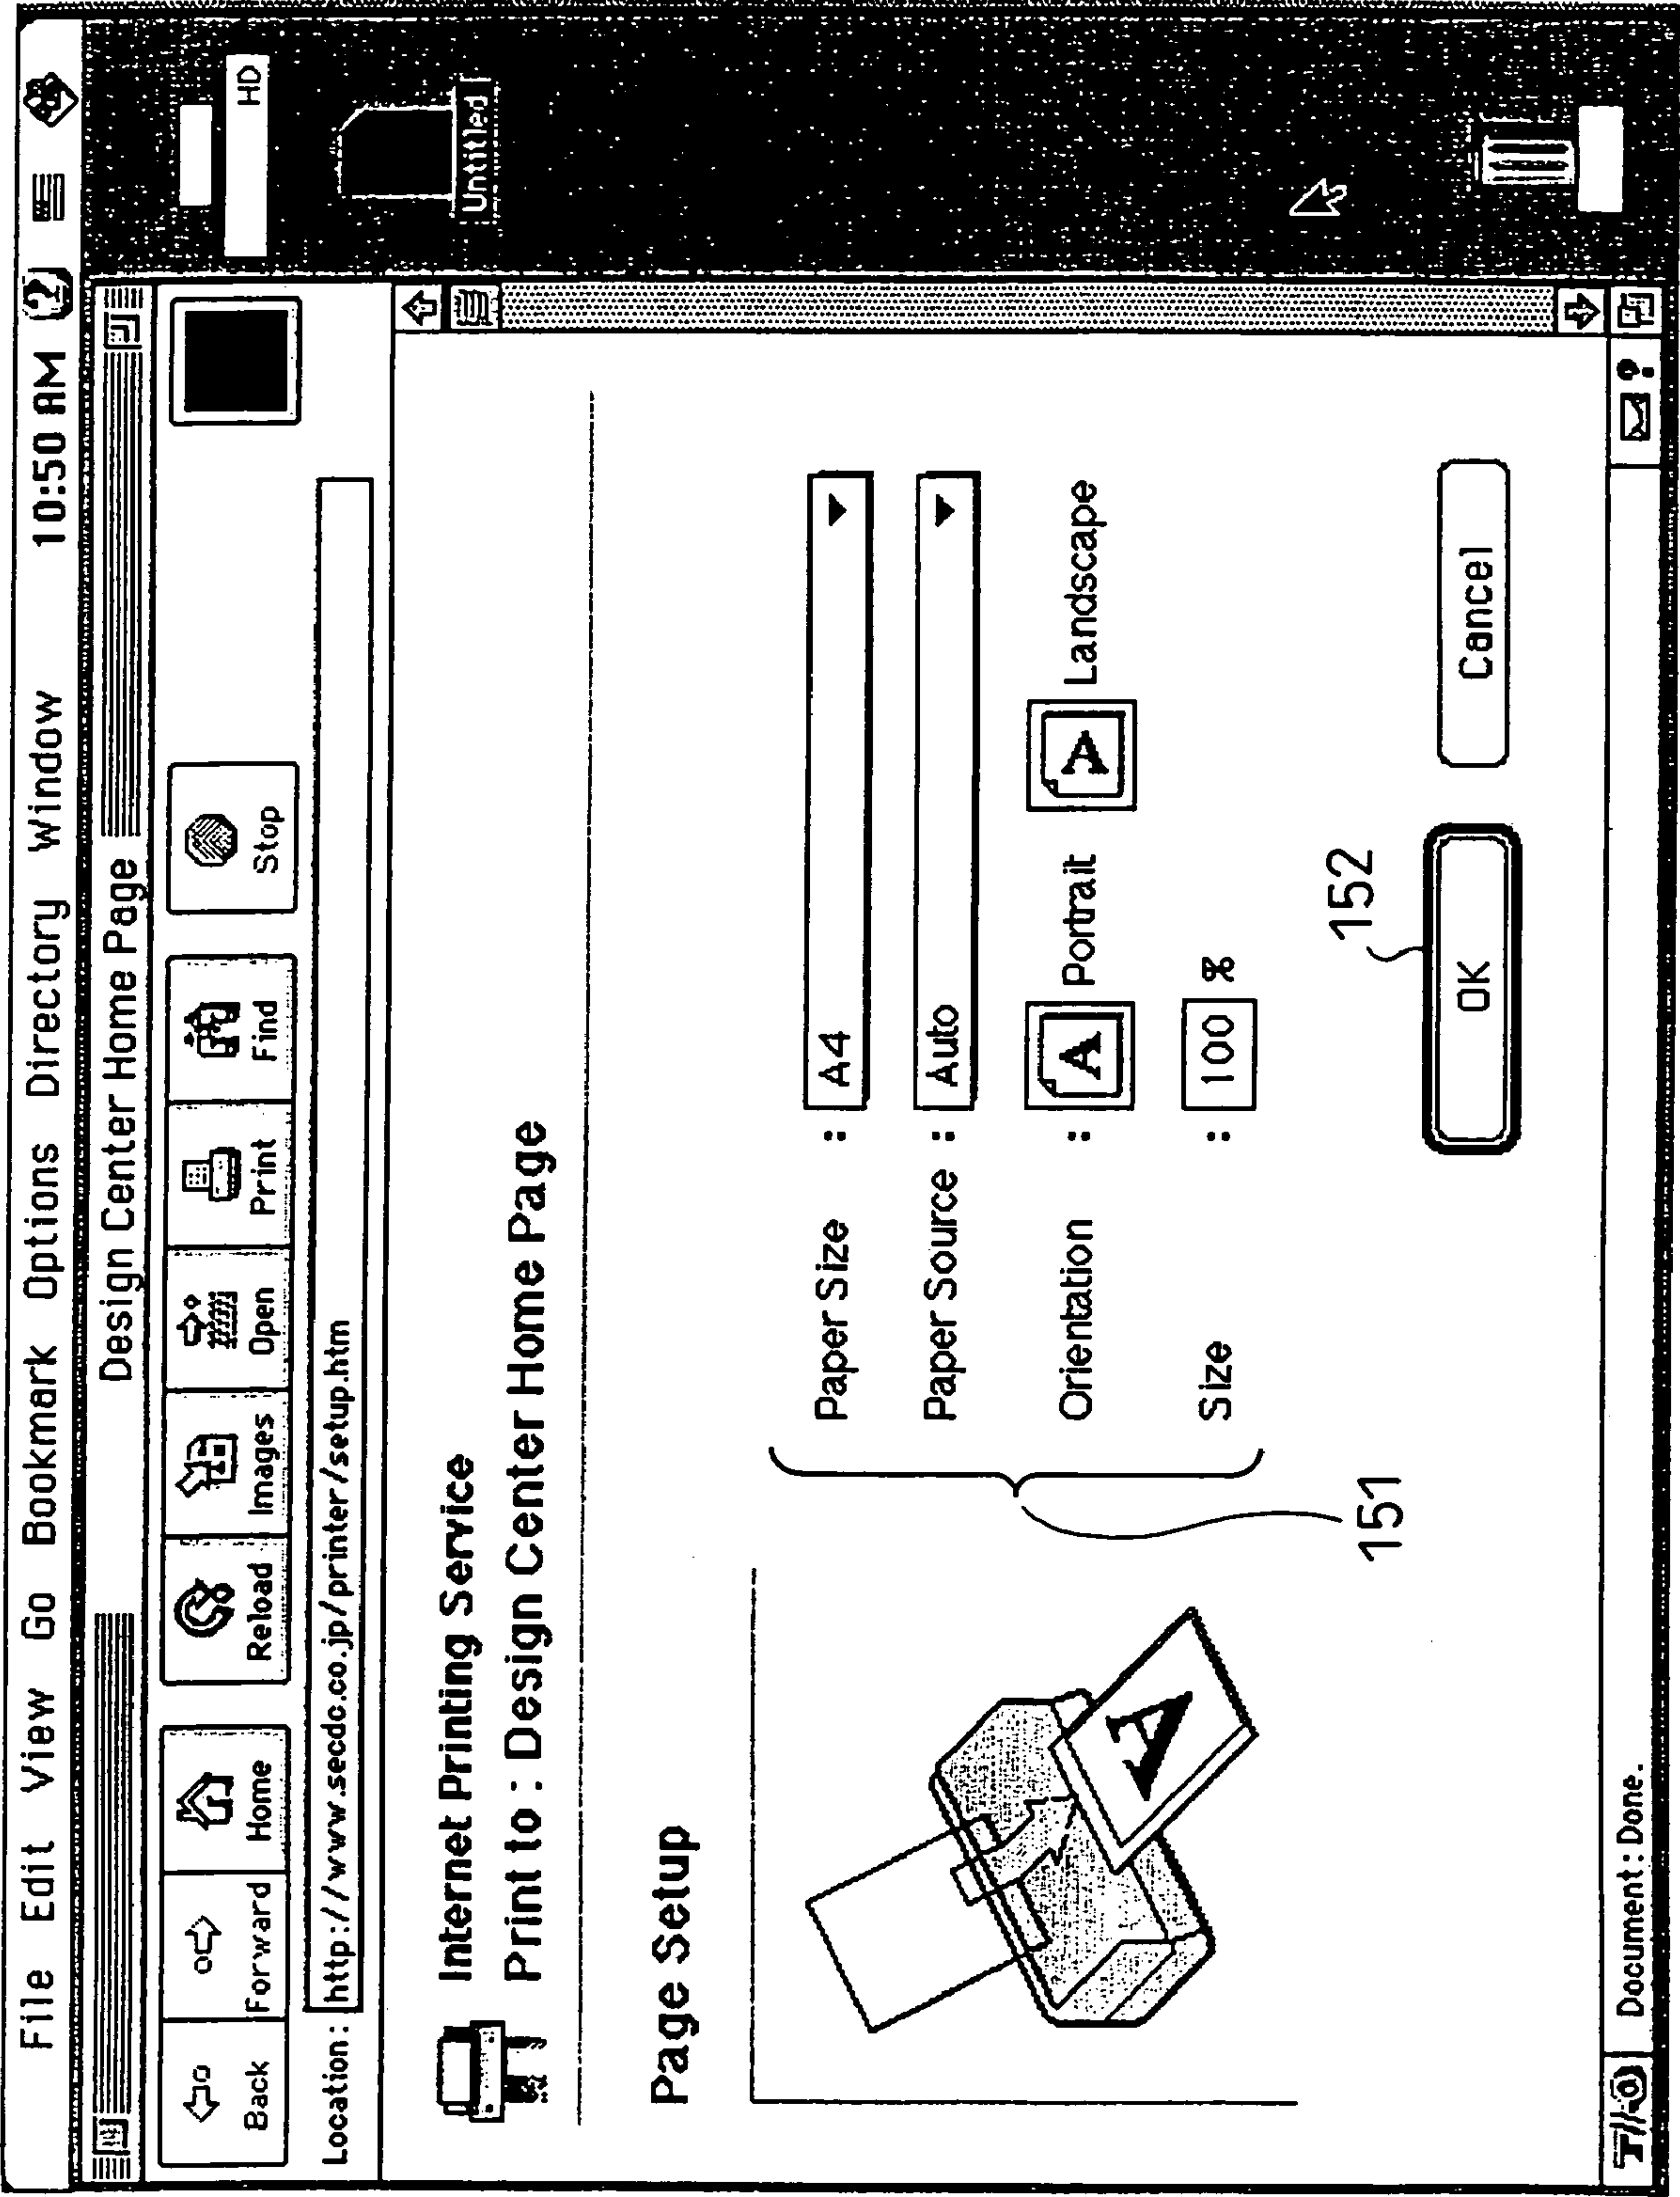 File Edit View Go Bookmark Options Directory Window 10:50 AM
HD
Untitled
Design Center Home Page
Back Forward Home Reload Images Open Print Find Stop
Location: http://www.secdc.co.jp/printer/setup.htm
Internet Printing Service
Print to : Design Center Home Page
Page Setup
Paper Size : A4
Paper Source : Auto
Orientation : A Portrait A Landscape
Size : 100 %
A
151
152
OK Cancel
Document:Done.
?